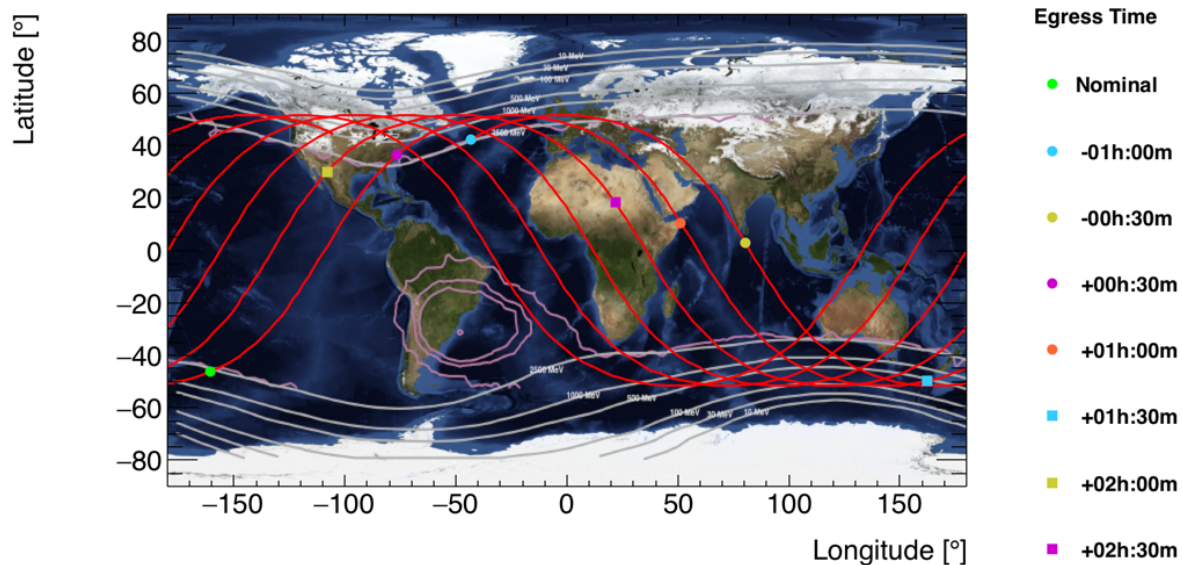 Latitude [°]
80
60
40
20
0
−20
−40
−60
−80
−150
−100
−50
0
50
100
150
Longitude [°]
10 MeV
30 MeV
100 MeV
500 MeV
1000 MeV
2500 MeV
2500 MeV
1000 MeV
500 MeV
100 MeV
30 MeV
10 MeV
Egress Time
Nominal
-01h:00m
-00h:30m
+00h:30m
+01h:00m
+01h:30m
+02h:00m
+02h:30m